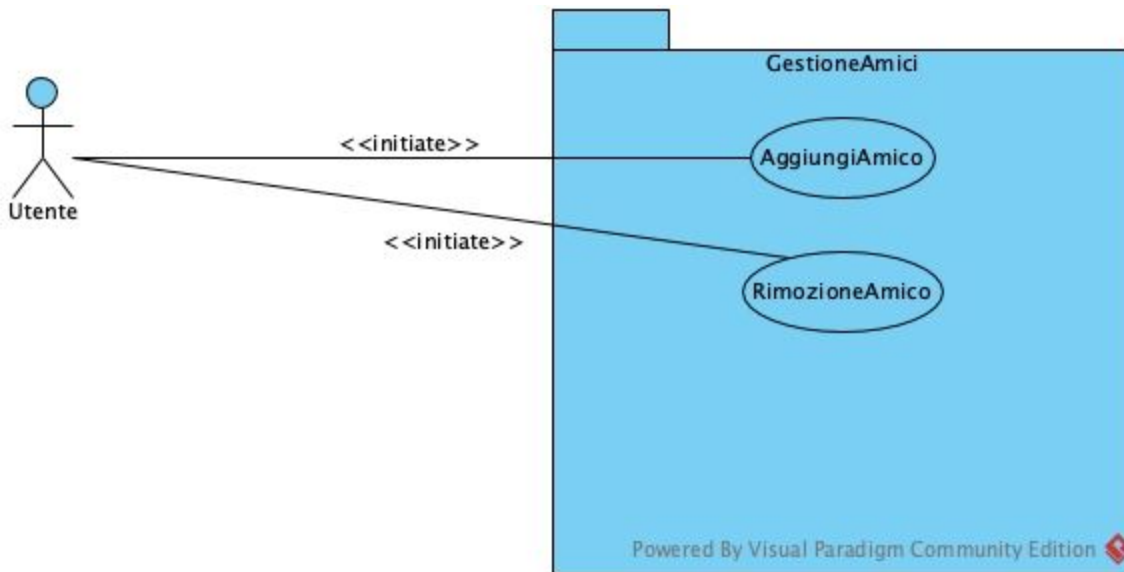 GestioneAmici
<<initiate>>
AggiungiAmico
Utente
<<initiate>>
RimozioneAmico
Powered By Visual Paradigm Community Edition